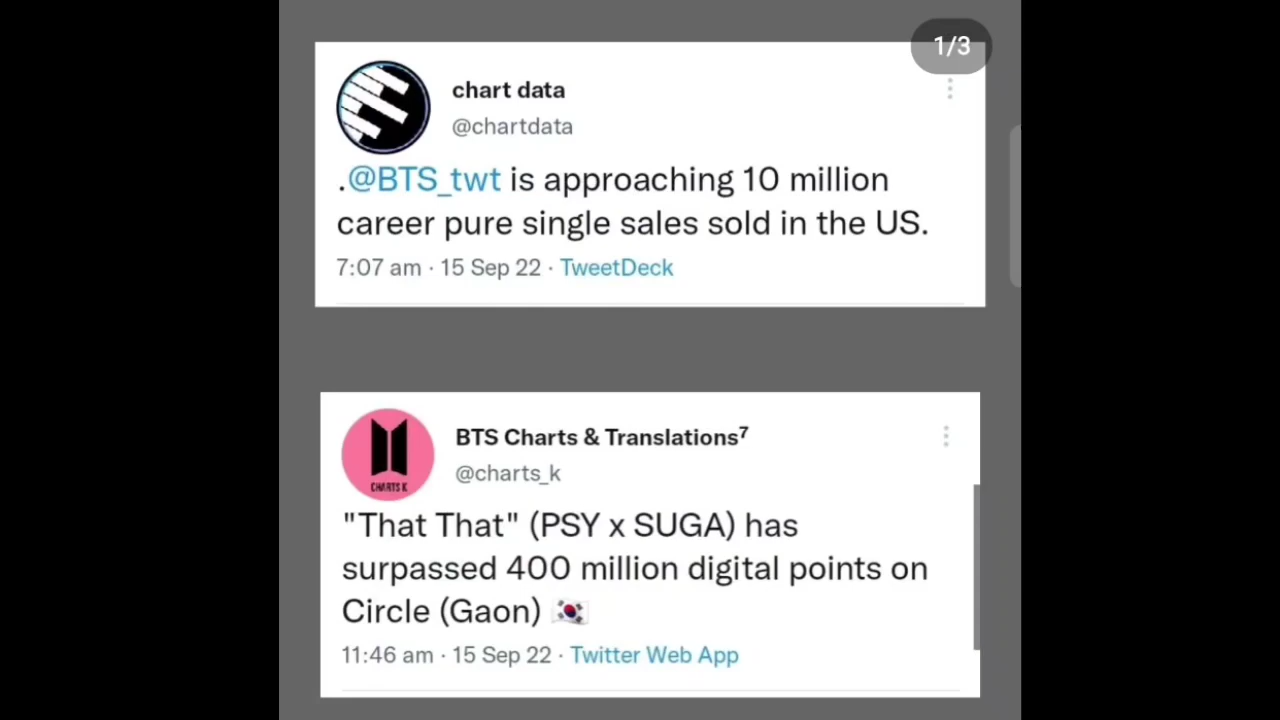 1/3
chart data
@chartdata
.@BTS_twt is approaching 10 million
career pure single sales sold in the US.
7:07 am · 15 Sep 22 · TweetDeck
BTS Charts & Translations⁷
@charts_k
CHARTS K
"That That" (PSY x SUGA) has
surpassed 400 million digital points on
Circle (Gaon) 🇰🇷
11:46 am · 15 Sep 22 · Twitter Web App